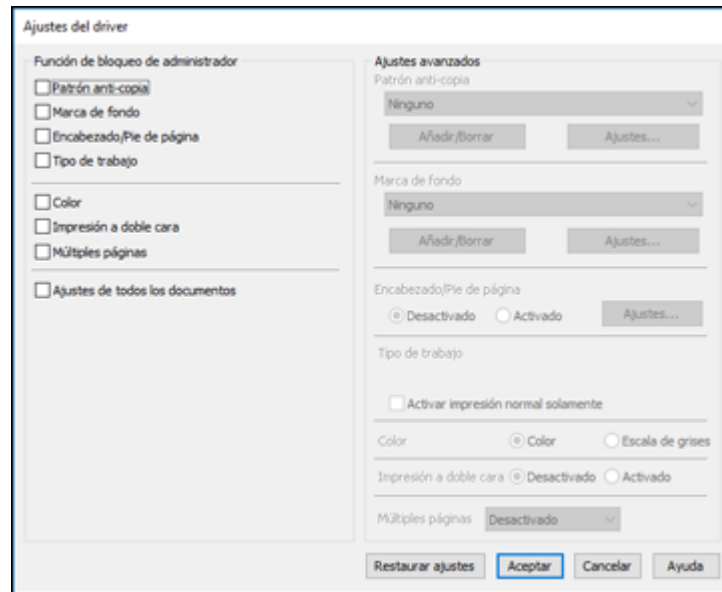 Ajustes del driver
Función de bloqueo de administrador
Patrón anti-copia
Marca de fondo
Encabezado/Pie de página
Tipo de trabajo
Color
Impresión a doble cara
Múltiples páginas
Ajustes de todos los documentos
Ajustes avanzados
Patrón anti-copia
Ninguno
Añadir/Borrar Ajustes...
Marca de fondo
Ninguno
Añadir/Borrar Ajustes...
Encabezado/Pie de página
Desactivado Activado Ajustes...
Tipo de trabajo
Activar impresión normal solamente
Color Color Escala de grises
Impresión a doble cara Desactivado Activado
Múltiples páginas Desactivado
Restaurar ajustes Aceptar Cancelar Ayuda